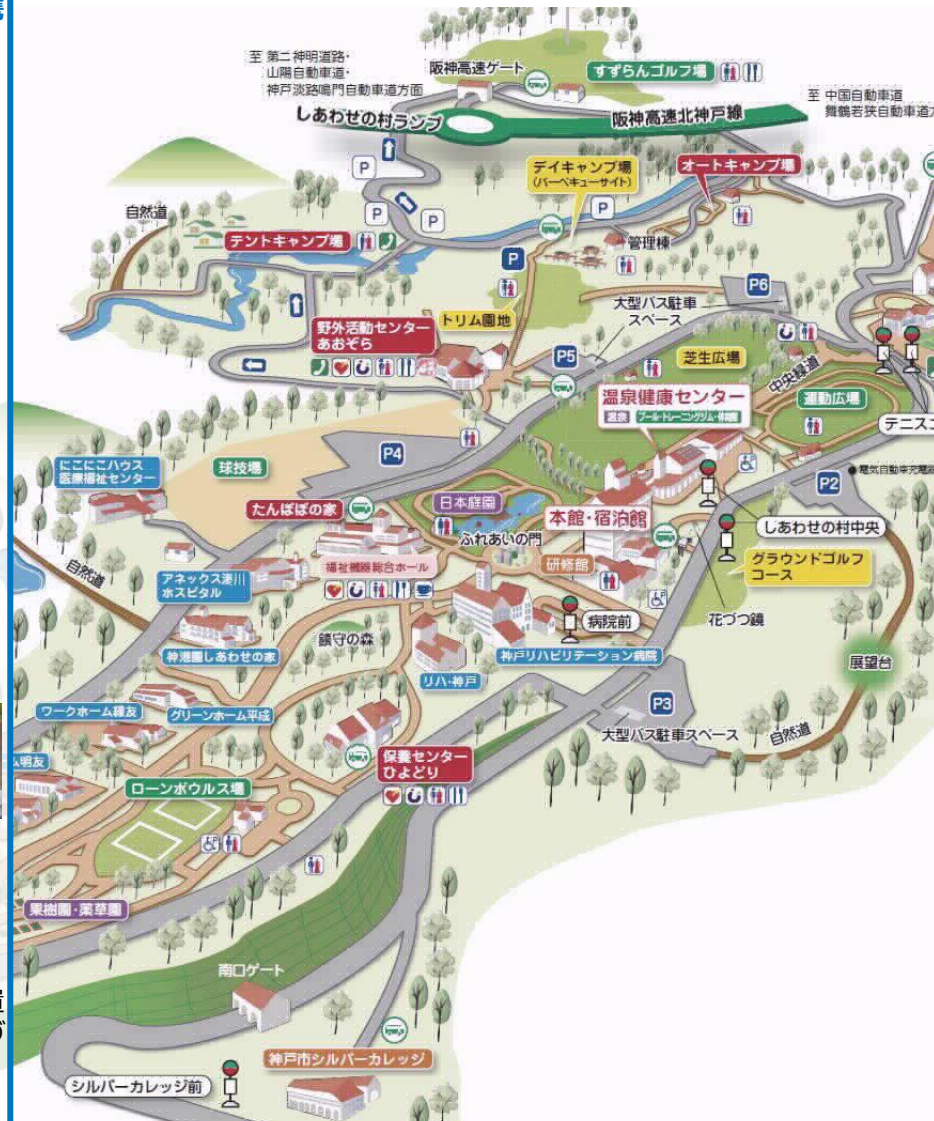 至 第二神明道路・
山陽自動車道・
神戸淡路鳴門自動車道方面
阪神高速ゲート
すずらんゴルフ場
至 中国自動車道
舞鶴若狭自動車道
しあわせの村ランプ
阪神高速北神戸線
P
デイキャンプ場
(バーベキューサイト)
オートキャンプ場
自然道
P
P
P
テントキャンプ場
管理棟
P
P6
大型バス駐車
スペース
野外活動センター
あおぞら
トリム園地
P5
芝生広場
中央緑道
温泉健康センター
温泉 プール・トレーニングジム・体育館
運動広場
テニスコ
にこにこハウス
医療福祉センター
球技場
P4
電気自動車充電
P2
たんぽぽの家
日本庭園
本館・宿泊館
しあわせの村中央
ふれあいの門
グラウンドゴルフ
コース
自然道
アネックス湊川
ホスピタル
福祉機器総合ホール
研修館
病院前
花づつ鏡
鎮守の森
神港園しあわせの家
リハ・神戸
神戸リハビリテーション病院
展望台
ワークホーム緑友
グリーンホーム平成
P3
大型バス駐車スペース
自然道
ム明友
保養センター
ひよどり
ローンボウルス場
果樹園・薬草園
南口ゲート
神戸市シルバーカレッジ
シルバーカレッジ前